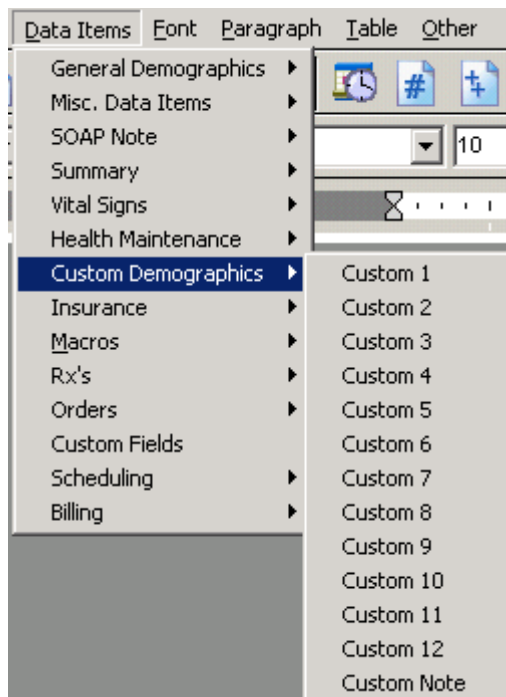 Data Items Font Paragraph Table Other
General Demographics
Misc. Data Items
SOAP Note
Summary
Vital Signs
Health Maintenance
Custom Demographics
Insurance
Macros
Rx's
Orders
Custom Fields
Scheduling
Billing
#
10
Custom 1
Custom 2
Custom 3
Custom 4
Custom 5
Custom 6
Custom 7
Custom 8
Custom 9
Custom 10
Custom 11
Custom 12
Custom Note